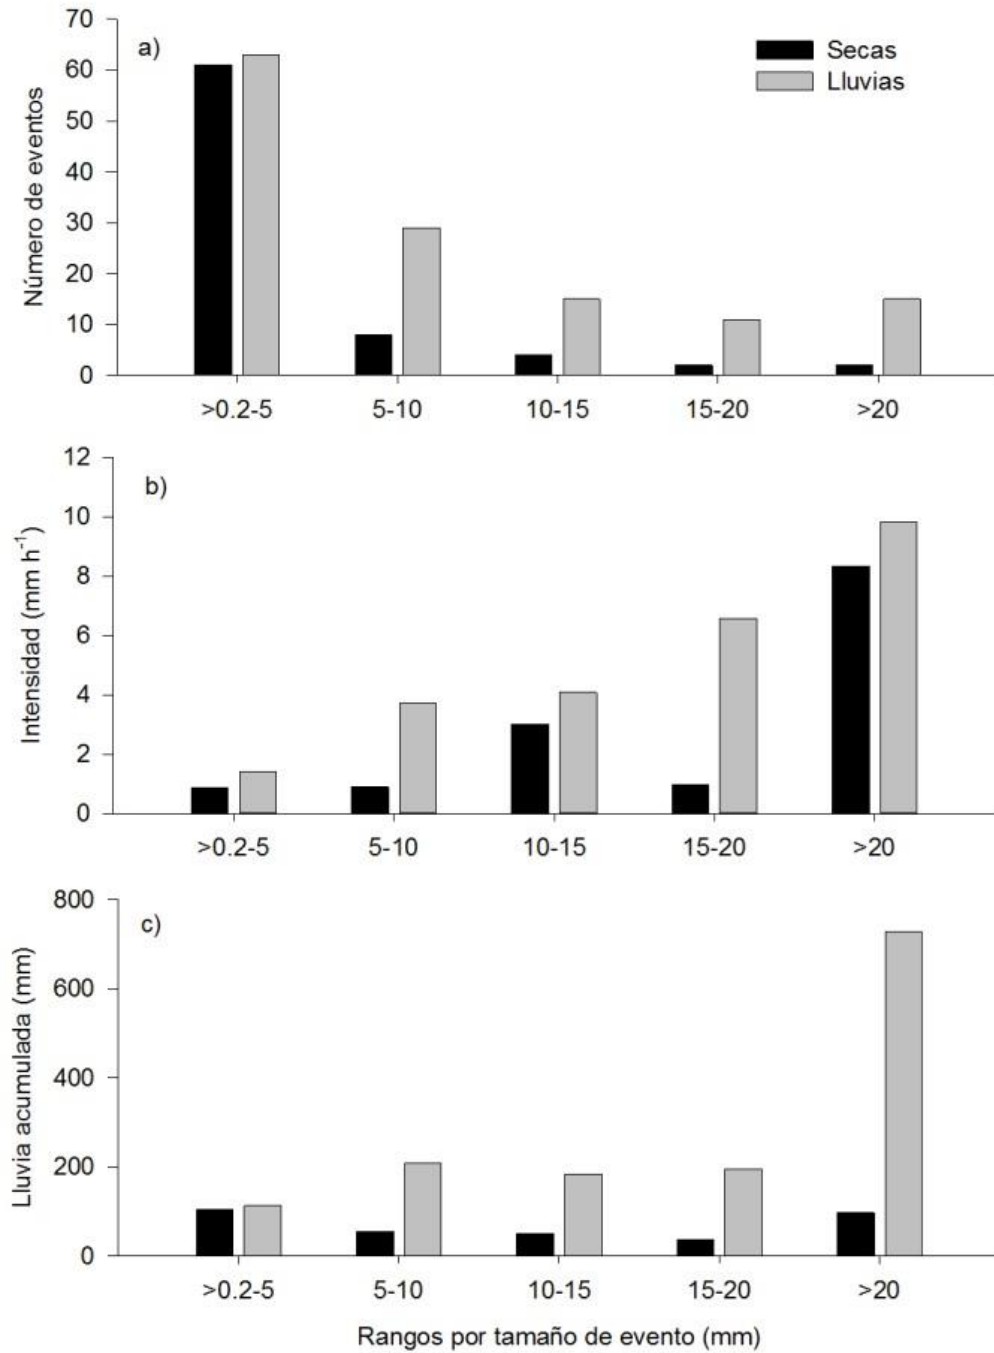 a)
Secas
Lluvias
Número de eventos
70
60
50
40
30
20
10
0
>0.2-5 5-10 10-15 15-20 >20
b)
Intensidad (mm h⁻¹)
12
10
8
6
4
2
0
>0.2-5 5-10 10-15 15-20 >20
c)
Lluvia acumulada (mm)
800
600
400
200
0
>0.2-5 5-10 10-15 15-20 >20
Rangos por tamaño de evento (mm)